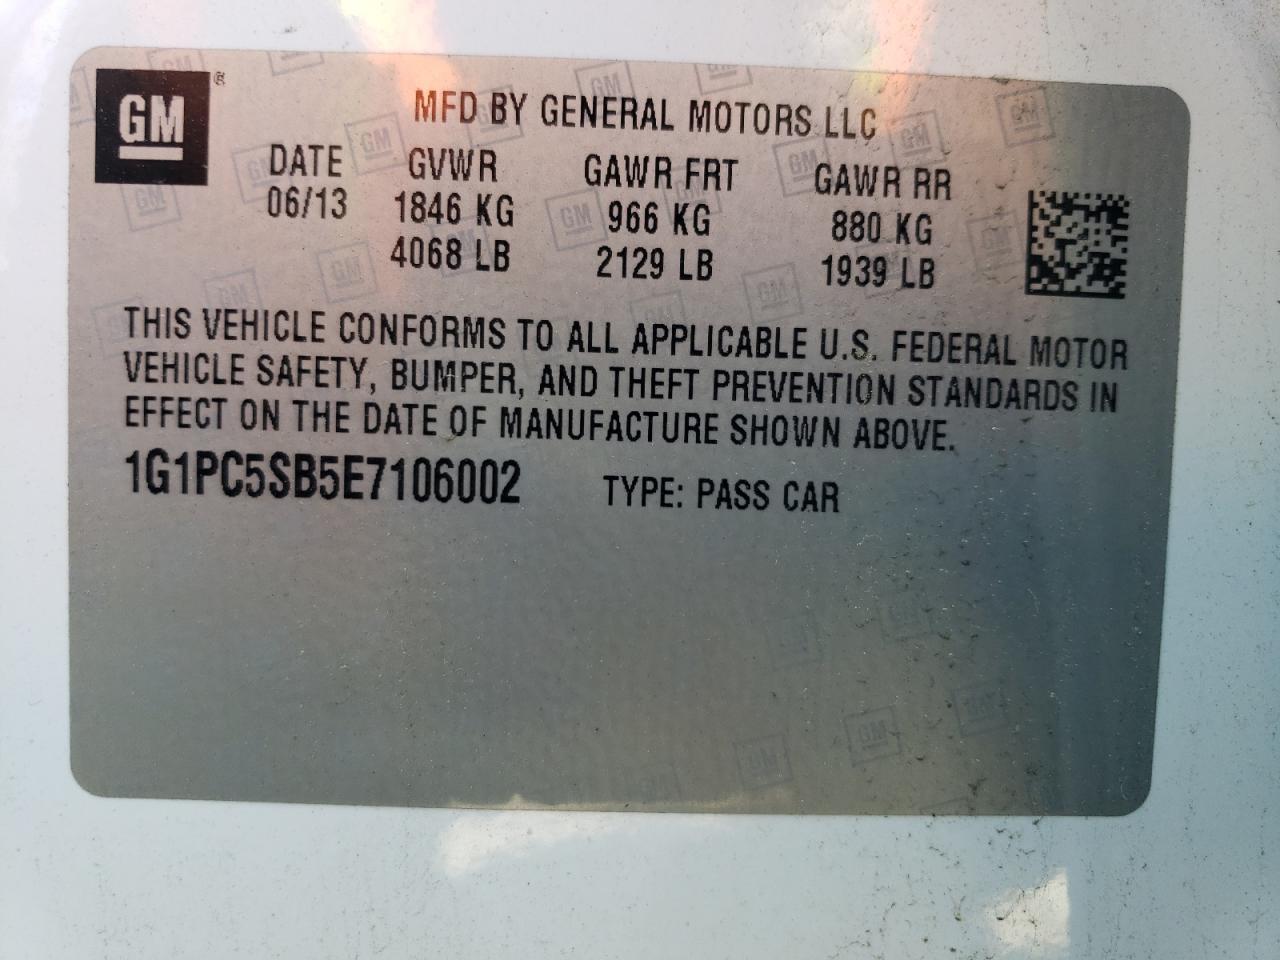 GM ®
MFD BY GENERAL MOTORS LLC
DATE GVWR GAWR FRT GAWR RR
06/13 1846 KG 966 KG 880 KG
4068 LB 2129 LB 1939 LB
THIS VEHICLE CONFORMS TO ALL APPLICABLE U.S. FEDERAL MOTOR
VEHICLE SAFETY, BUMPER, AND THEFT PREVENTION STANDARDS IN
EFFECT ON THE DATE OF MANUFACTURE SHOWN ABOVE.
1G1PC5SB5E7106002 TYPE: PASS CAR